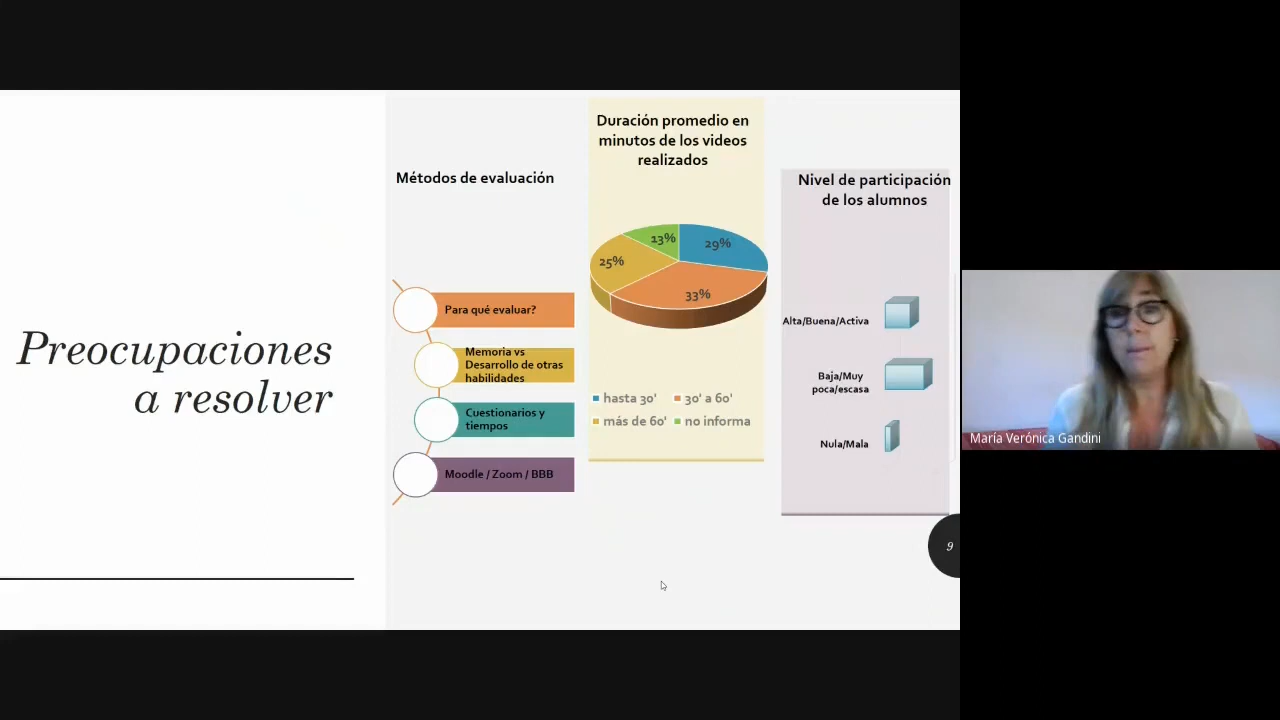 Preocupaciones
a resolver
Métodos de evaluación
Para qué evaluar?
Memoria vs
Desarrollo de otras
habilidades
Cuestionarios y
tiempos
Moodle / Zoom / BBB
Duración promedio en
minutos de los videos
realizados
13%
29%
25%
33%
hasta 30'
30' a 60'
más de 60'
no informa
Nivel de participación
de los alumnos
Alta/Buena/Activa
Baja/Muy
poca/escasa
Nula/Mala
9
María Verónica Gandini